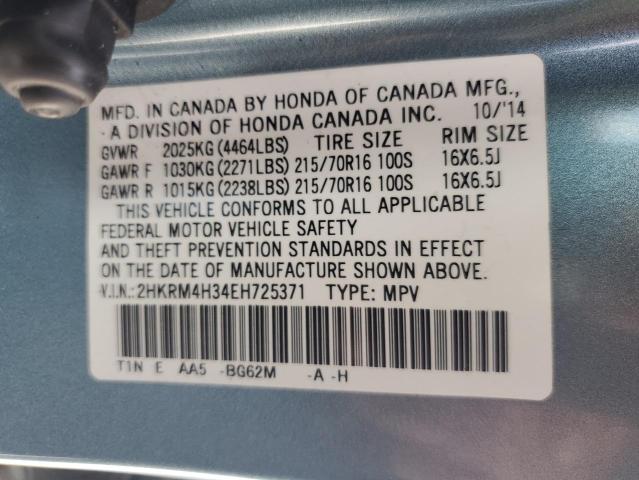 MFD. IN CANADA BY HONDA OF CANADA MFG.,
- A DIVISION OF HONDA CANADA INC. 10/'14
GVWR 2025KG (4464LBS) TIRE SIZE RIM SIZE
GAWR F 1030KG (2271LBS) 215/70R16 100S 16X6.5J
GAWR R 1015KG (2238LBS) 215/70R16 100S 16X6.5J
THIS VEHICLE CONFORMS TO ALL APPLICABLE
FEDERAL MOTOR VEHICLE SAFETY
AND THEFT PREVENTION STANDARDS IN EFFECT
ON THE DATE OF MANUFACTURE SHOWN ABOVE.
V.I.N.: 2HKRM4H34EH725371 TYPE: MPV
T1N E AA5 -BG62M -A -H